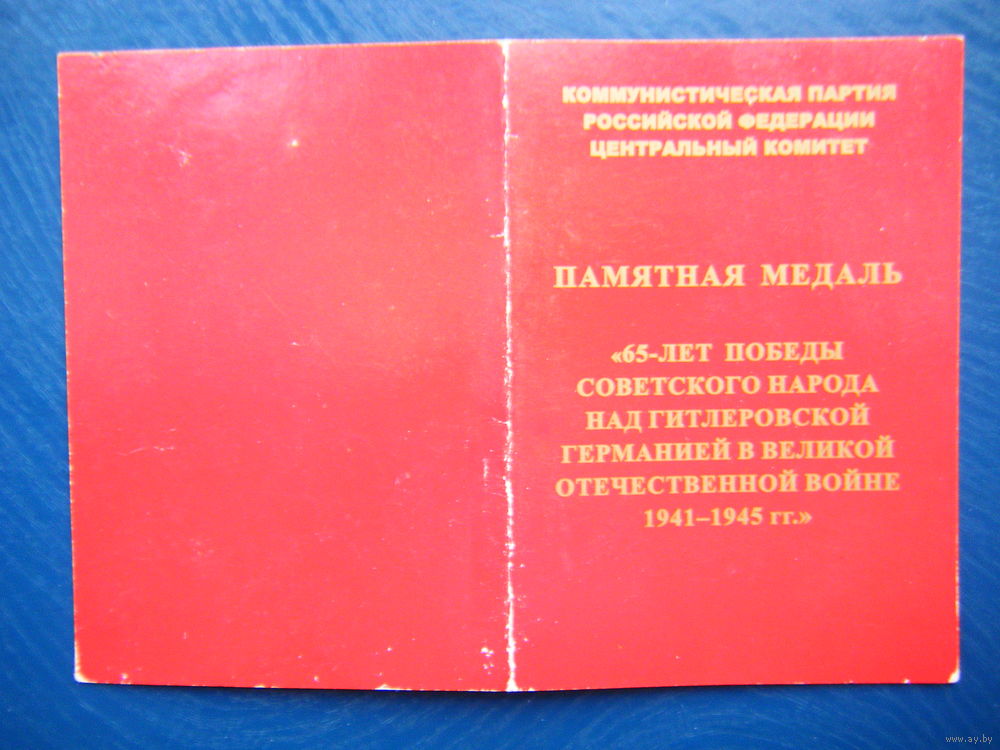 КОММУНИСТИЧЕСКАЯ ПАРТИЯ
РОССИЙСКОЙ ФЕДЕРАЦИИ
ЦЕНТРАЛЬНЫЙ КОМИТЕТ
ПАМЯТНАЯ МЕДАЛЬ
«65-ЛЕТ ПОБЕДЫ
СОВЕТСКОГО НАРОДА
НАД ГИТЛЕРОВСКОЙ
ГЕРМАНИЕЙ В ВЕЛИКОЙ
ОТЕЧЕСТВЕННОЙ ВОЙНЕ
1941–1945 гг.»
www.ay.by